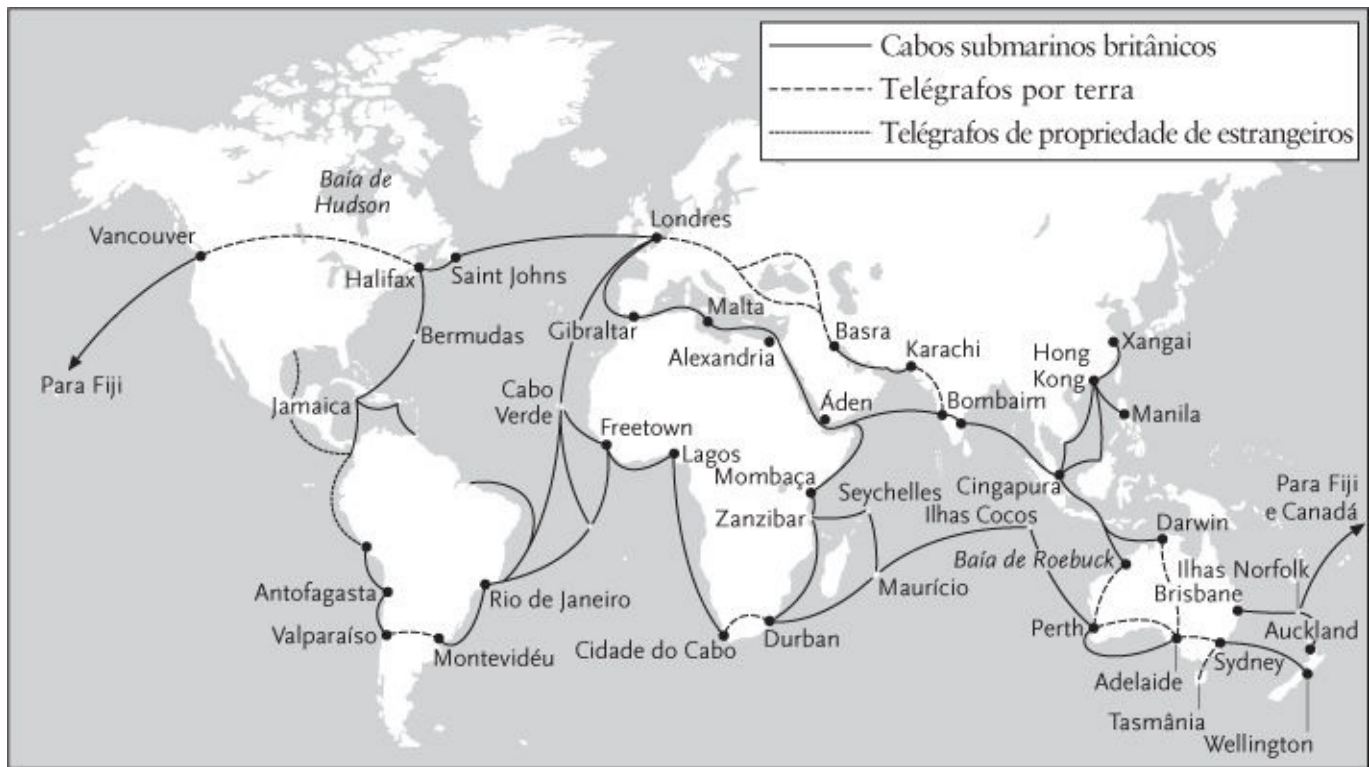 Cabos submarinos britânicos
Telégrafos por terra
Telégrafos de propriedade de estrangeiros
Baía de
Hudson
Vancouver
Londres
Halifax
Saint Johns
Bermudas
Gibraltar
Malta
Alexandria
Basra
Karachi
Hong
Kong
Xangai
Para Fiji
Jamaica
Cabo
Verde
Áden
Bombaim
Manila
Freetown
Lagos
Mombaça
Seychelles
Cingapura
Para Fiji
e Canadá
Zanzibar
Ilhas Cocos
Darwin
Baía de Roebuck
Ilhas Norfolk
Antofagasta
Rio de Janeiro
Maurício
Brisbane
Valparaíso
Montevidéu
Cidade do Cabo
Durban
Perth
Auckland
Adelaide
Sydney
Tasmânia
Wellington